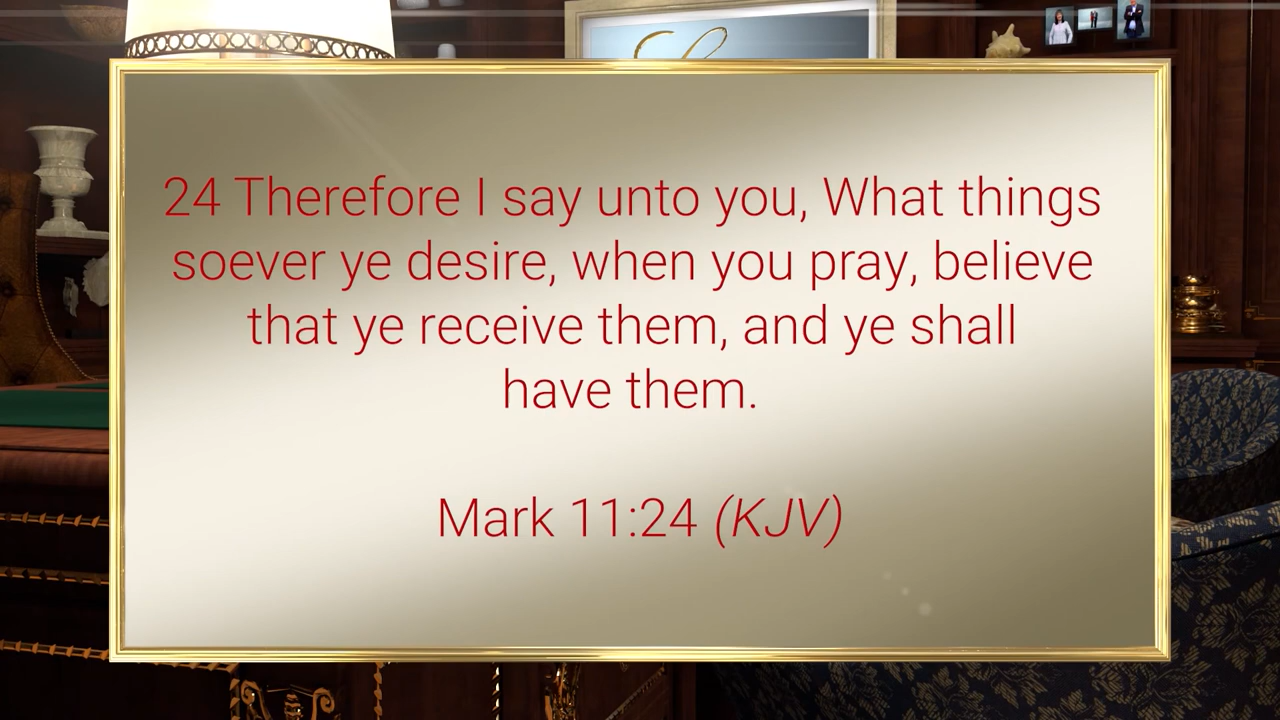 24 Therefore I say unto you, What things
soever ye desire, when you pray, believe
that ye receive them, and ye shall
have them.
Mark 11:24 (KJV)